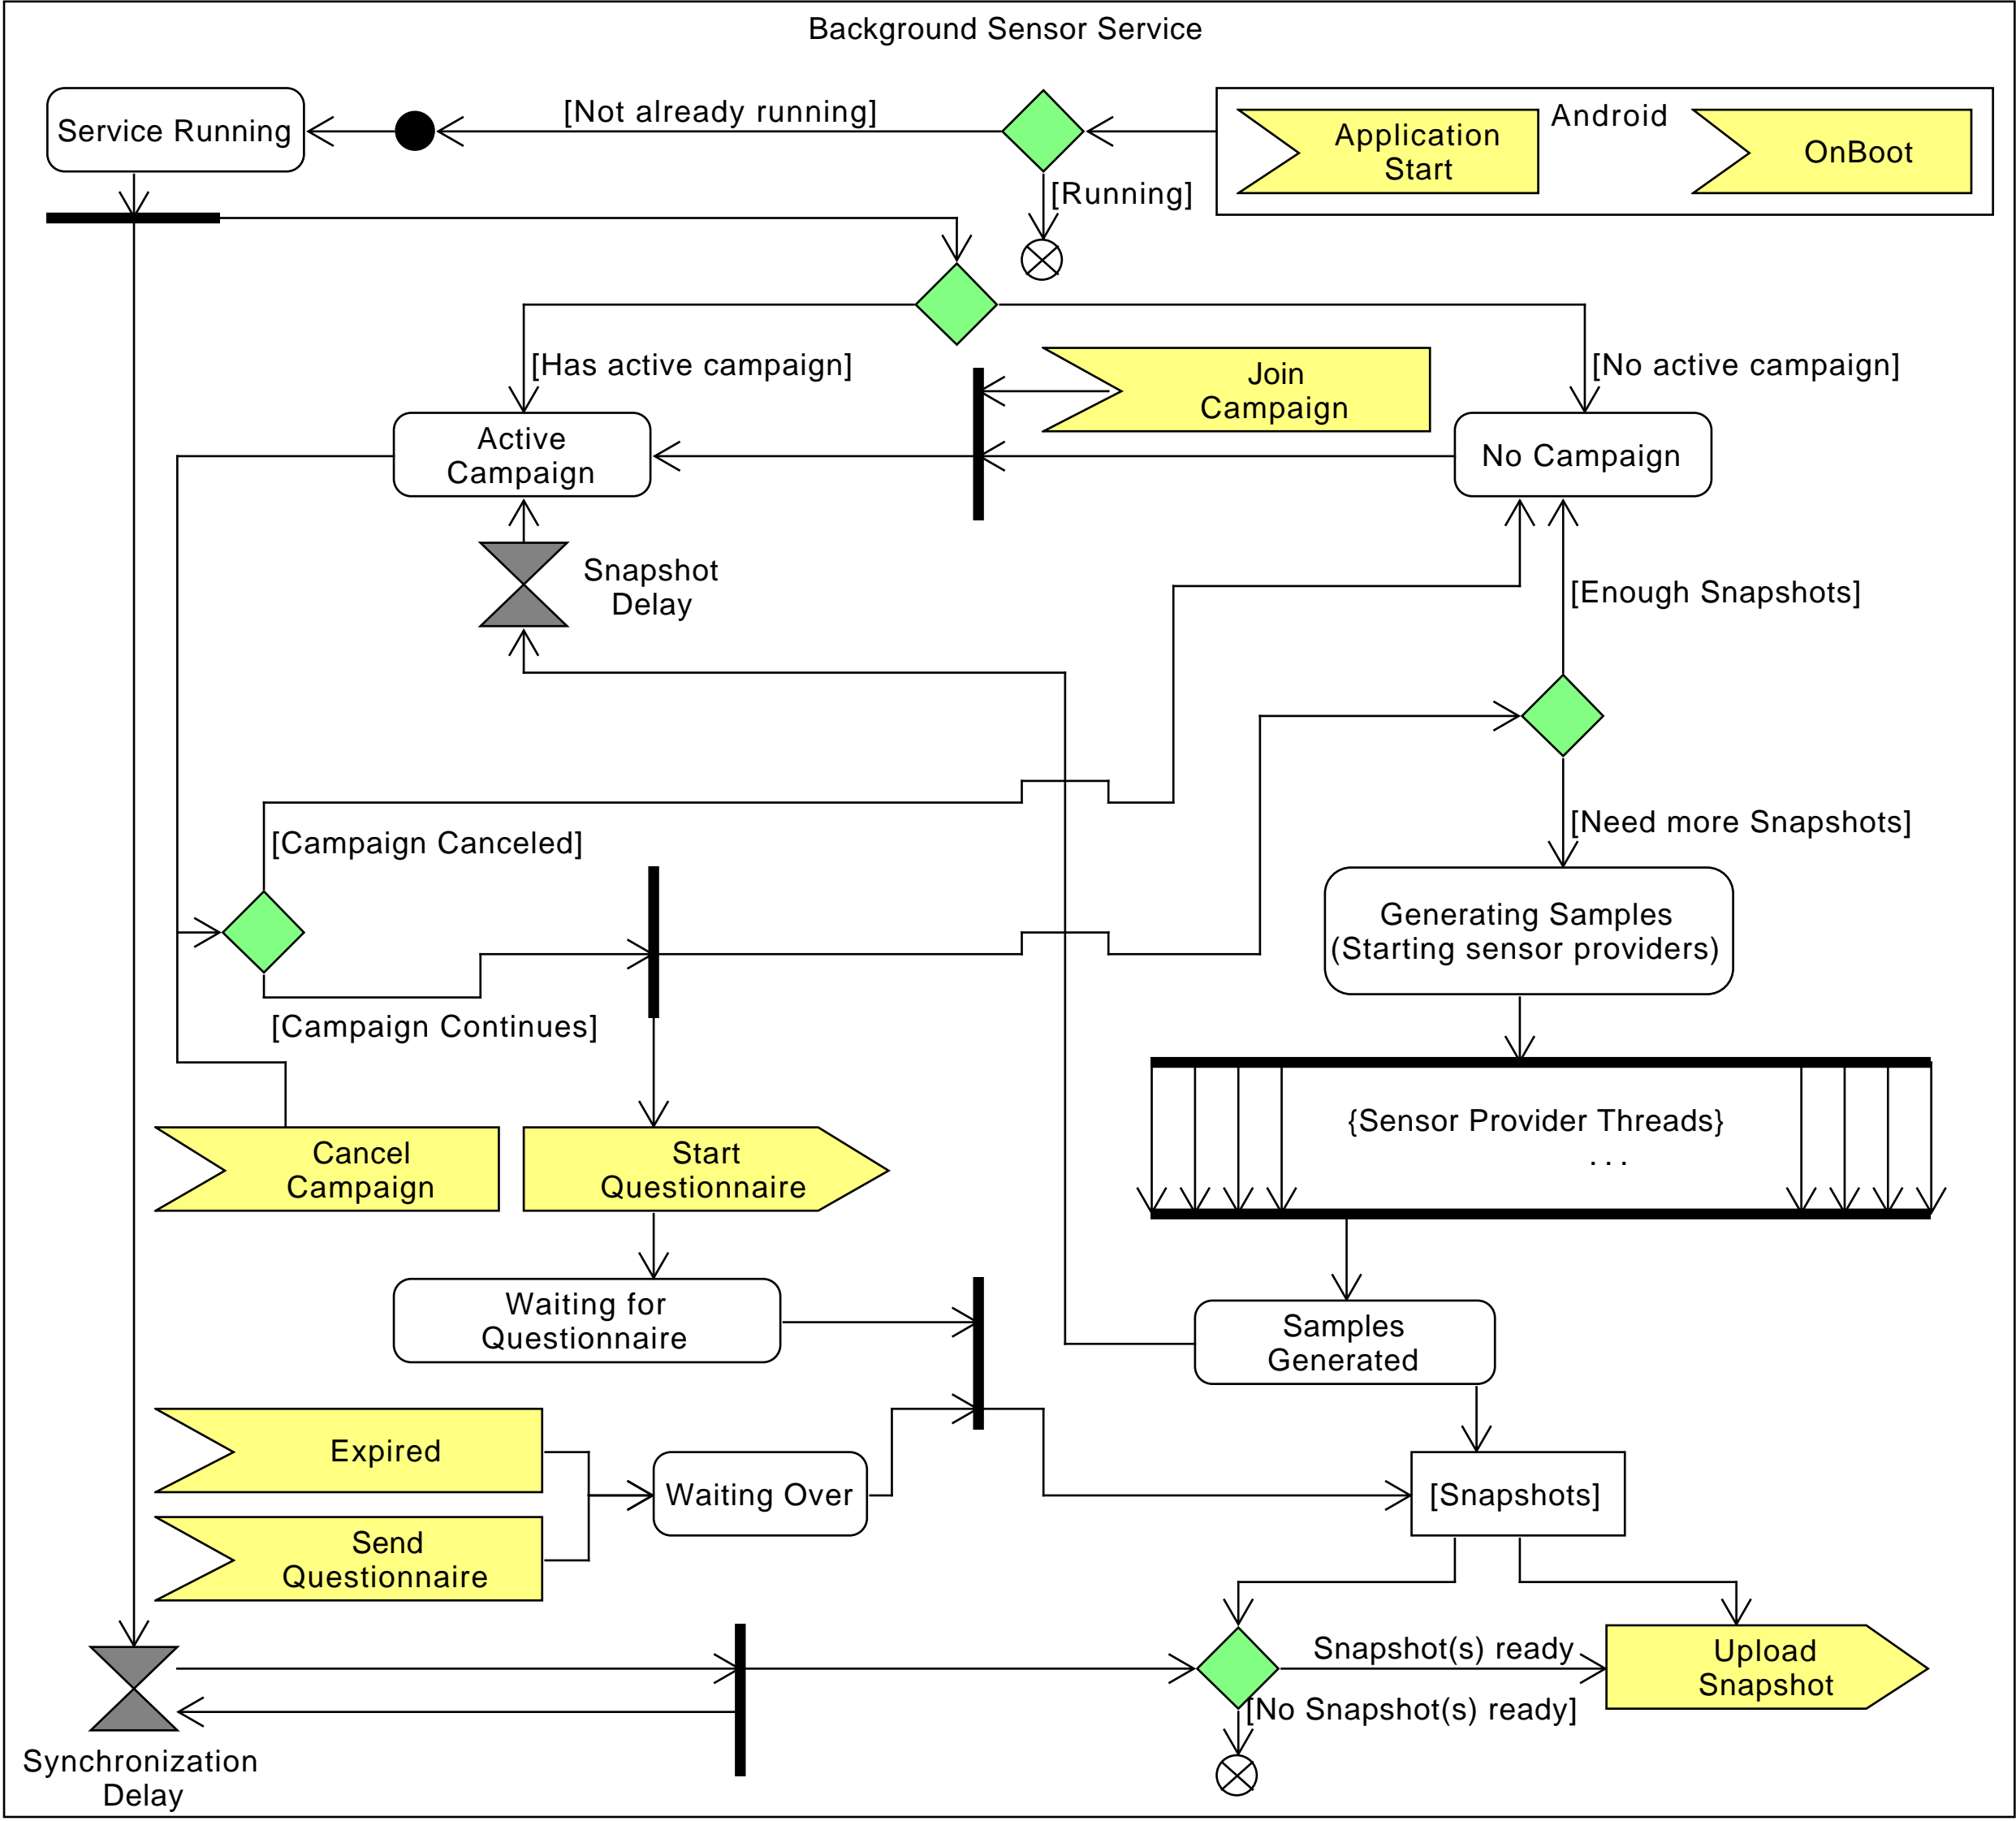 Background Sensor Service
Service Running
[Not already running]
Android
Application
Start
OnBoot
[Running]
[Has active campaign]
[No active campaign]
Join
Campaign
Active
Campaign
No Campaign
Snapshot
Delay
[Enough Snapshots]
[Need more Snapshots]
[Campaign Canceled]
Generating Samples
(Starting sensor providers)
[Campaign Continues]
{Sensor Provider Threads}
. . .
Cancel
Campaign
Start
Questionnaire
Waiting for
Questionnaire
Samples
Generated
Expired
Waiting Over
[Snapshots]
Send
Questionnaire
Snapshot(s) ready
Upload
Snapshot
[No Snapshot(s) ready]
Synchronization
Delay